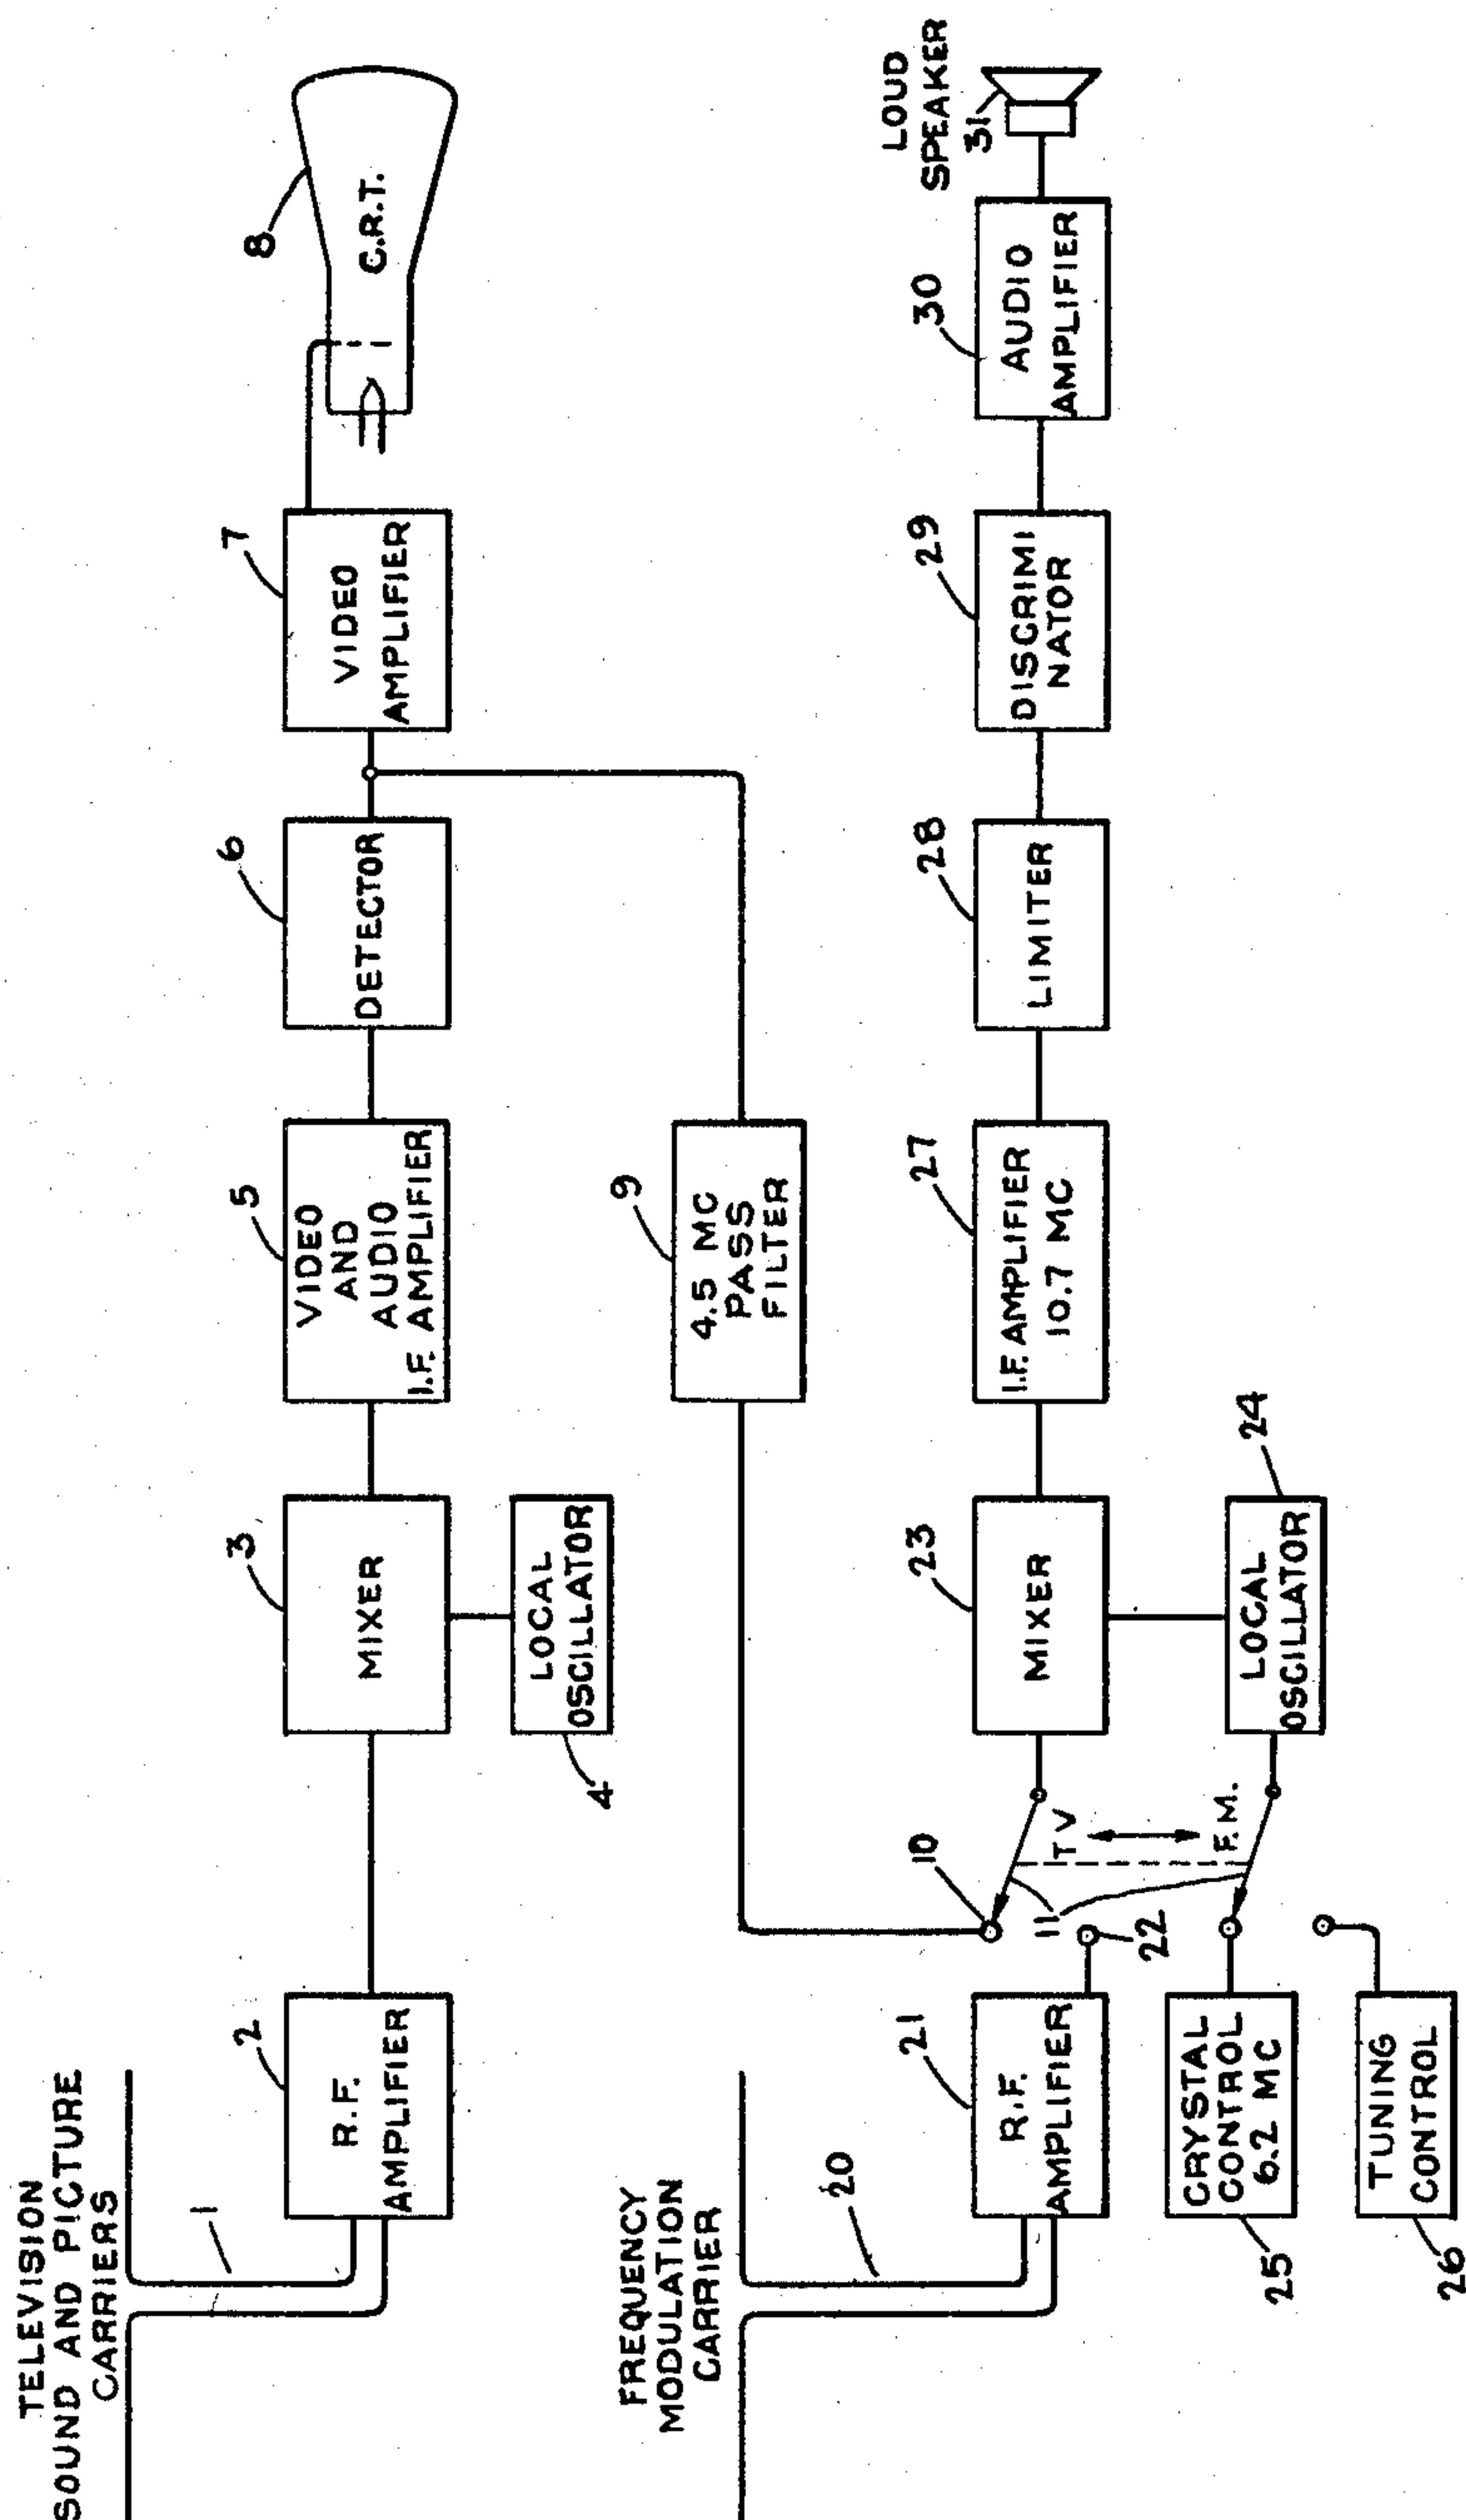 TELEVISION
SOUND AND PICTURE
CARRIERS
1
2
R.F.
AMPLIFIER
3
MIXER
LOCAL
OSCILLATOR
4
5
VIDEO
AND
AUDIO
I.F. AMPLIFIER
6
DETECTOR
7
VIDEO
AMPLIFIER
8
C.R.T.
9
4.5 MC
PASS
FILTER
FREQUENCY
MODULATION
CARRIER
20
21
R.F.
AMPLIFIER
10
11
22
TV
F.M.
CRYSTAL
CONTROL
6.2 MC
25
TUNING
CONTROL
26
23
MIXER
24
LOCAL
OSCILLATOR
27
I.F. AMPLIFIER
10.7 MC
28
LIMITER
29
DISCRIMI
NATOR
30
AUDIO
AMPLIFIER
LOUD
SPEAKER
31